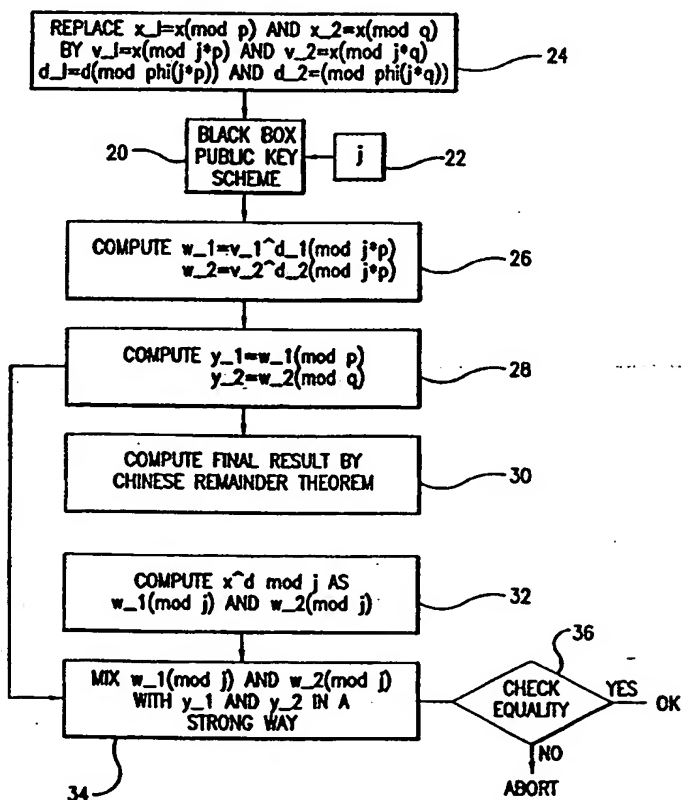 REPLACE x_1=x(mod p) AND x_2=x(mod q)
BY v_1=x(mod j*p) AND v_2=x(mod j*q)
d_1=d(mod phi(j*p)) AND d_2=(mod phi(j*q))
24
20
BLACK BOX
PUBLIC KEY
SCHEME
j
22
COMPUTE w_1=v_1^d_1(mod j*p)
w_2=v_2^d_2(mod j*p)
26
COMPUTE y_1=w_1(mod p)
y_2=w_2(mod q)
28
COMPUTE FINAL RESULT BY
CHINESE REMAINDER THEOREM
30
COMPUTE x^d mod j AS
w_1(mod j) AND w_2(mod j)
32
MIX w_1(mod j) AND w_2(mod j)
WITH y_1 AND y_2 IN A
STRONG WAY
34
36
CHECK
EQUALITY
YES
OK
NO
ABORT